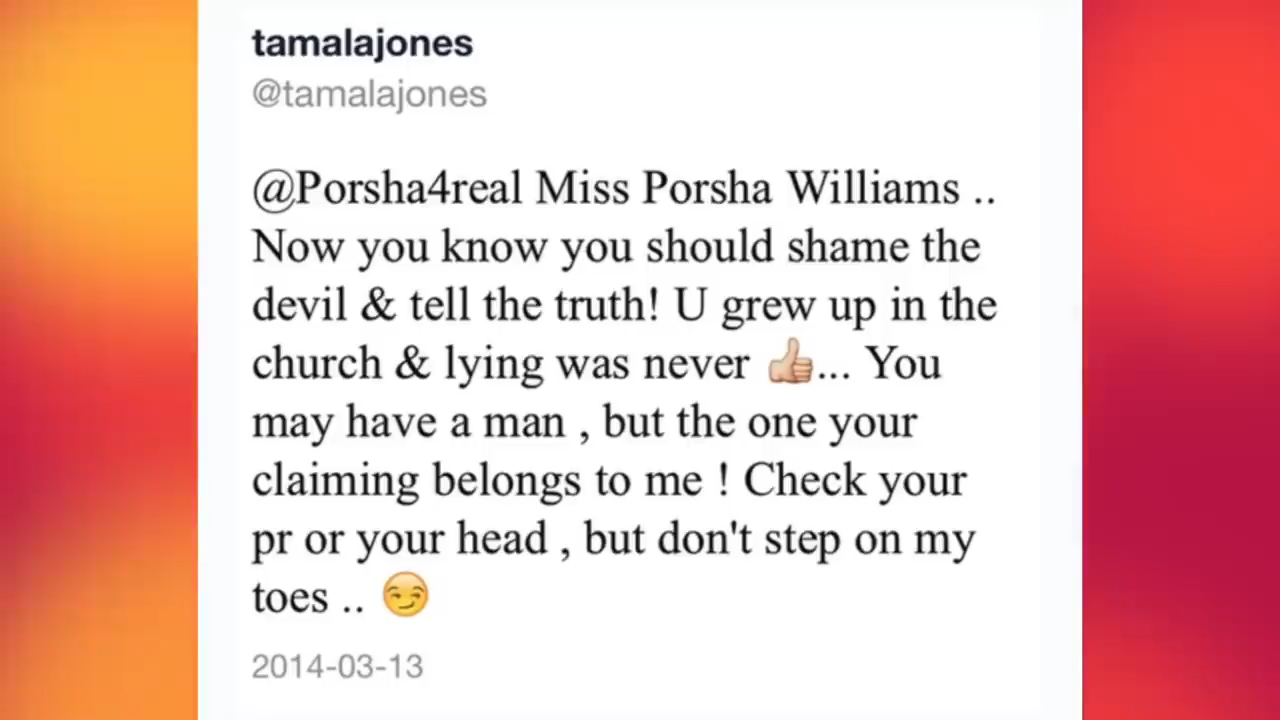 tamalajones
@tamalajones
@Porsha4real Miss Porsha Williams ..
Now you know you should shame the
devil & tell the truth! U grew up in the
church & lying was never 👍... You
may have a man , but the one your
claiming belongs to me ! Check your
pr or your head , but don't step on my
toes .. 😏
2014-03-13